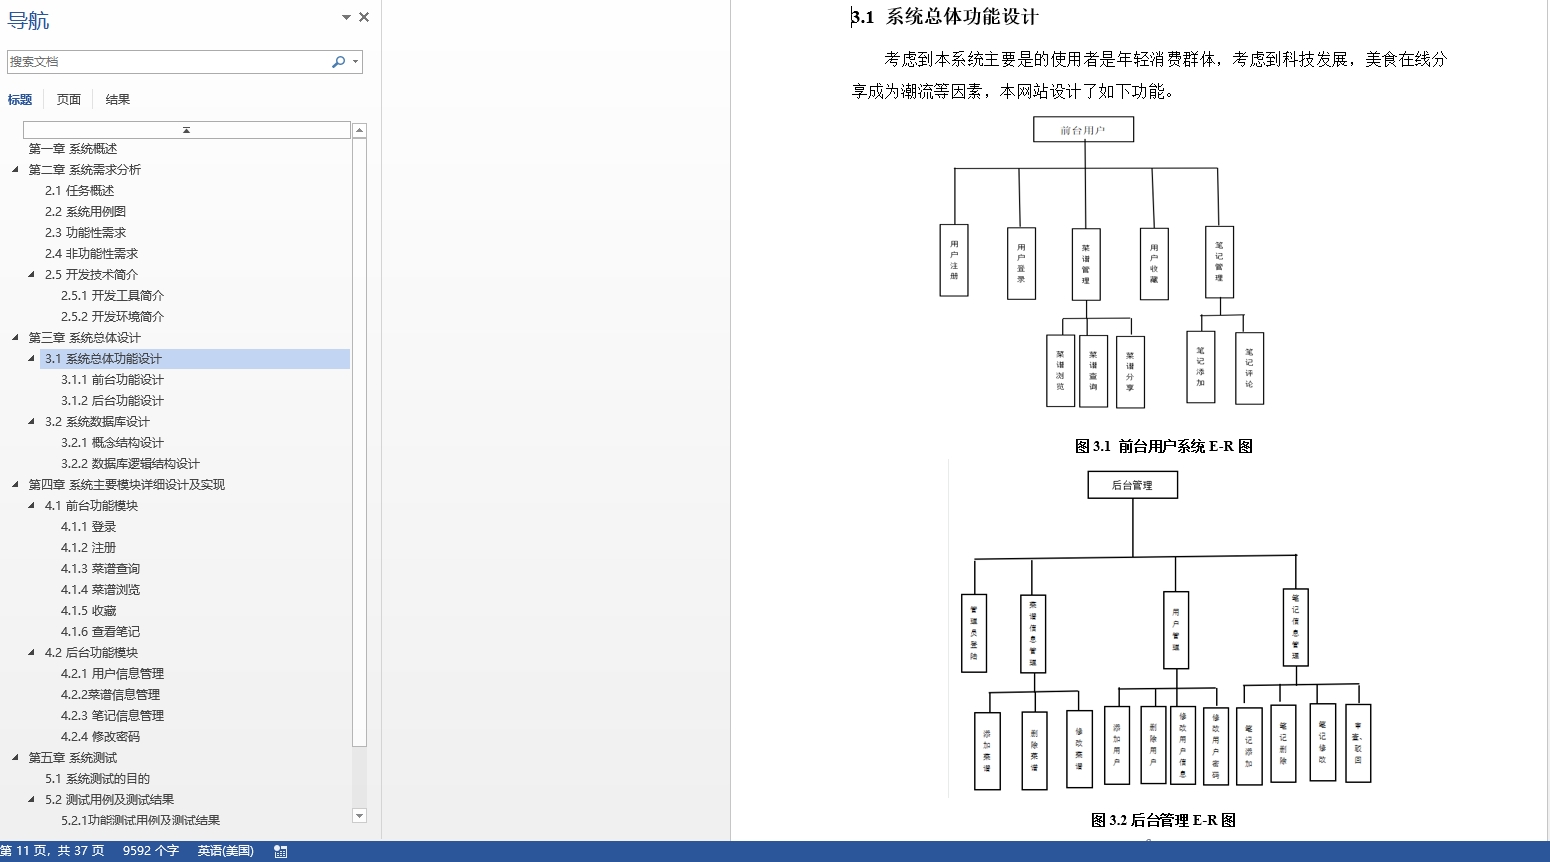 导航
搜索文档
标题 页面 结果
第一章 系统概述
第二章 系统需求分析
2.1 任务概述
2.2 系统用例图
2.3 功能性需求
2.4 非功能性需求
2.5 开发技术简介
2.5.1 开发工具简介
2.5.2 开发环境简介
第三章 系统总体设计
3.1 系统总体功能设计
3.1.1 前台功能设计
3.1.2 后台功能设计
3.2 系统数据库设计
3.2.1 概念结构设计
3.2.2 数据库逻辑结构设计
第四章 系统主要模块详细设计及实现
4.1 前台功能模块
4.1.1 登录
4.1.2 注册
4.1.3 菜谱查询
4.1.4 菜谱浏览
4.1.5 收藏
4.1.6 查看笔记
4.2 后台功能模块
4.2.1 用户信息管理
4.2.2菜谱信息管理
4.2.3 笔记信息管理
4.2.4 修改密码
第五章 系统测试
5.1 系统测试的目的
5.2 测试用例及测试结果
5.2.1功能测试用例及测试结果
3.1 系统总体功能设计
考虑到本系统主要是的使用者是年轻消费群体，考虑到科技发展，美食在线分
享成为潮流等因素，本网站设计了如下功能。
前台用户
用户注册
用户登录
菜谱管理
用户收藏
笔记管理
菜谱浏览
菜谱查询
菜谱分享
笔记添加
笔记评论
图 3.1 前台用户系统 E-R 图
后台管理
管理员登陆
菜谱信息管理
用户管理
笔记信息管理
添加菜谱
删除菜谱
修改菜谱
添加用户
删除用户
修改用户信息
修改用户密码
笔记添加
笔记删除
笔记修改
审查、驳回
图 3.2 后台管理 E-R 图
第 11 页，共 37 页 9592 个字 英语(美国)